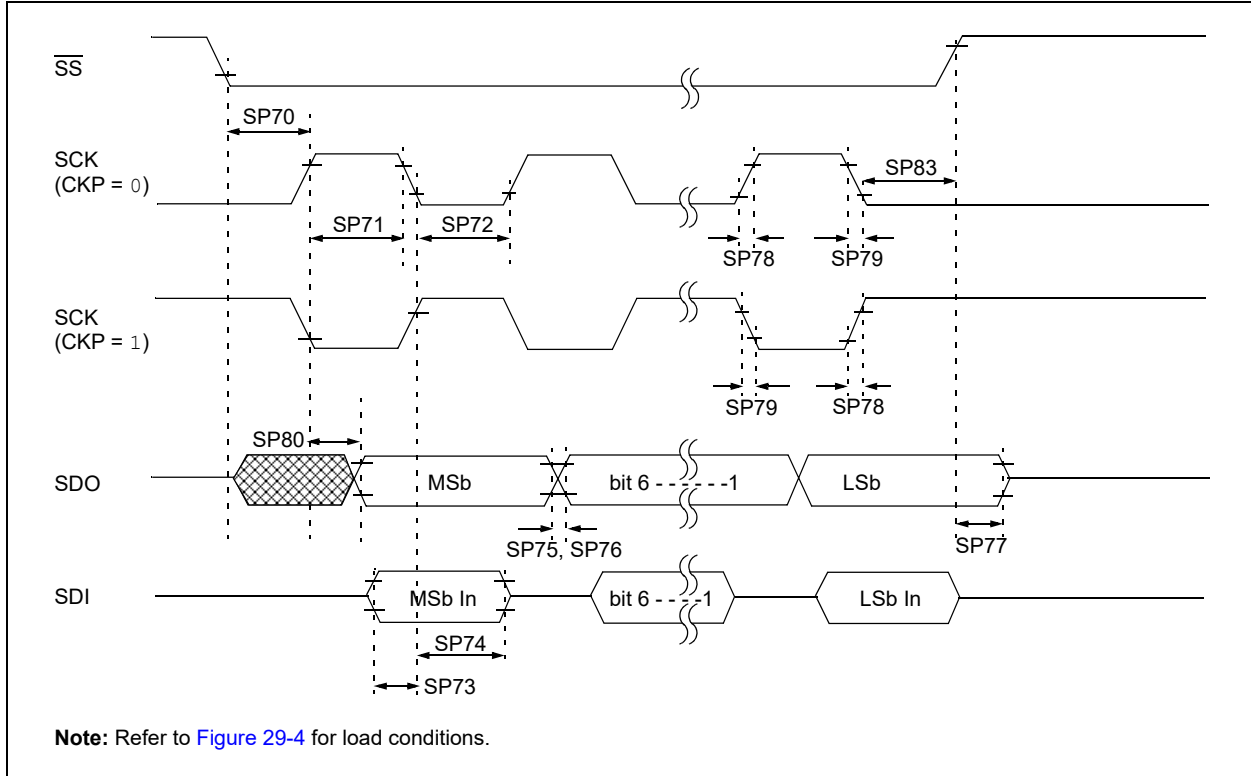 SS
SP70
SCK
(CKP = 0)
SP83
SP71
SP72
SP78
SP79
SCK
(CKP = 1)
SP79
SP78
SP80
SDO
MSb
bit 6 - - - - - -1
LSb
SP75, SP76
SP77
SDI
MSb In
bit 6 - - - -1
LSb In
SP74
SP73
Note: Refer to Figure 29-4 for load conditions.